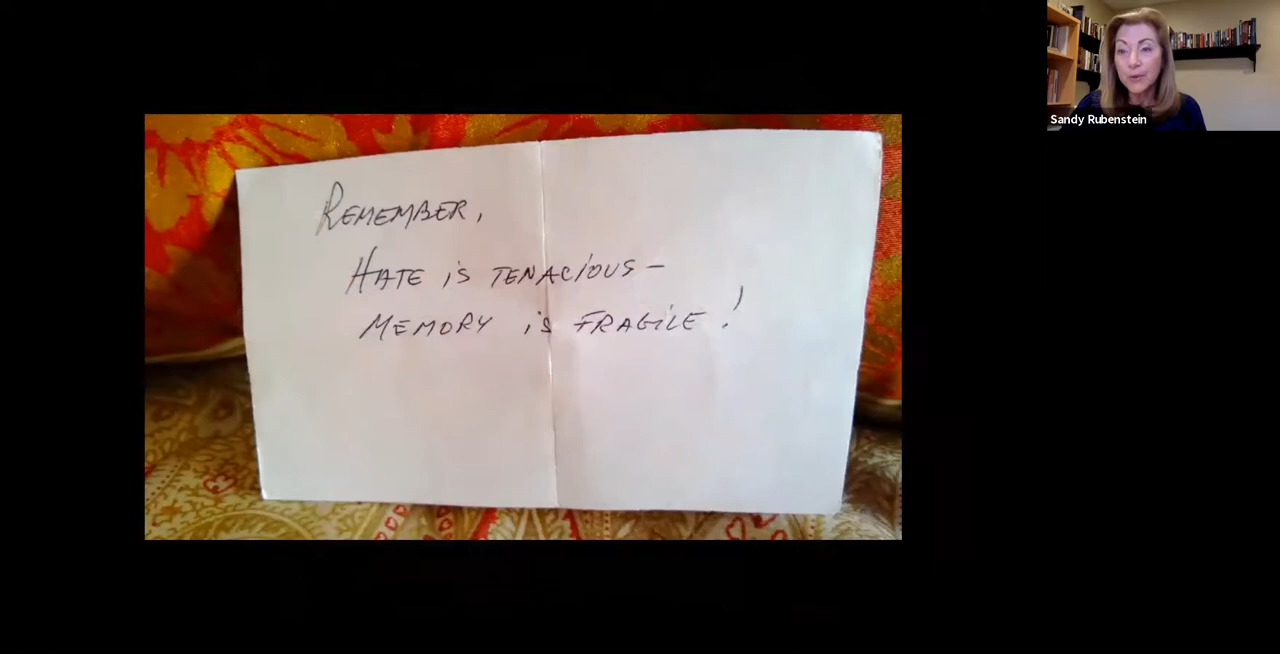 Sandy Rubenstein
REMEMBER,
HATE iS TENACiOUS –
MEMORY iS FRAGiLE!